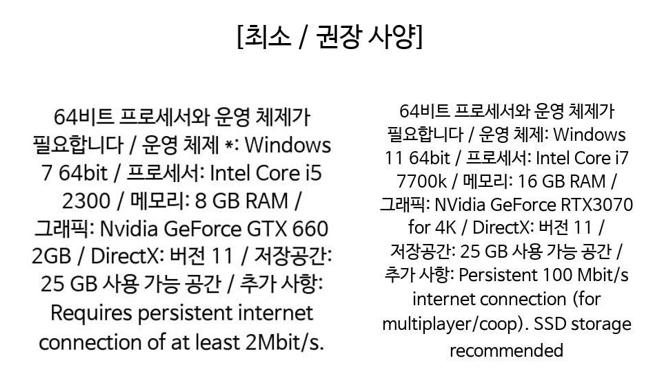 [최소 / 권장 사양]
64비트 프로세서와 운영 체제가
필요합니다 / 운영 체제 *: Windows
7 64bit / 프로세서: Intel Core i5
2300 / 메모리: 8 GB RAM /
그래픽: Nvidia GeForce GTX 660
2GB / DirectX: 버전 11 / 저장공간:
25 GB 사용 가능 공간 / 추가 사항:
Requires persistent internet
connection of at least 2Mbit/s.
64비트 프로세서와 운영 체제가
필요합니다 / 운영 체제: Windows
11 64bit / 프로세서: Intel Core i7
7700k / 메모리: 16 GB RAM /
그래픽: NVidia GeForce RTX3070
for 4K / DirectX: 버전 11 /
저장공간: 25 GB 사용 가능 공간 /
추가 사항: Persistent 100 Mbit/s
internet connection (for
multiplayer/coop). SSD storage
recommended